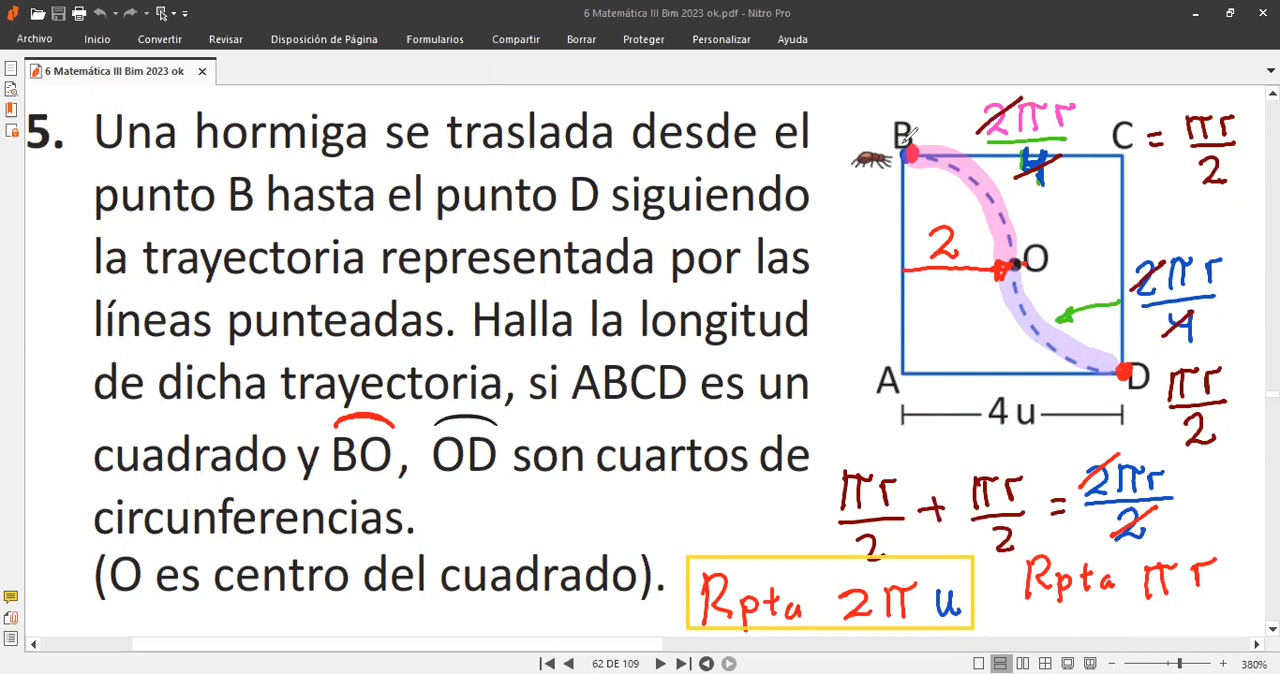 6 Matemática III Bim 2023 ok.pdf - Nitro Pro
Archivo Inicio Convertir Revisar Disposición de Página Formularios Compartir Borrar Proteger Personalizar Ayuda
6 Matemática III Bim 2023 ok
5. Una hormiga se traslada desde el
punto B hasta el punto D siguiendo
la trayectoria representada por las
líneas punteadas. Halla la longitud
de dicha trayectoria, si ABCD es un
cuadrado y BO, OD son cuartos de
circunferencias.
(O es centro del cuadrado).
B 2πr/4 C = πr/2
2 O 2πr/4
A D πr/2
4 u
πr/2 + πr/2 = 2πr/2
Rpta πr
Rpta 2π u
62 DE 109
380%